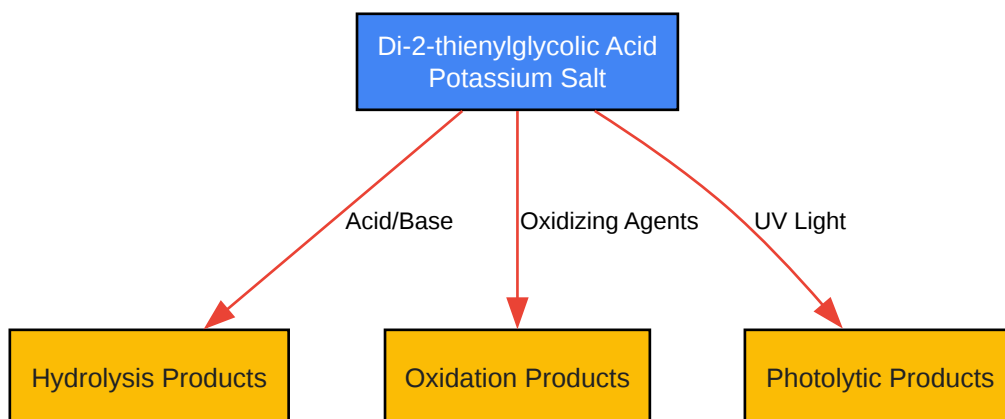 Di-2-thienylglycolic Acid
Potassium Salt
Acid/Base
Oxidizing Agents
UV Light
Hydrolysis Products
Oxidation Products
Photolytic Products